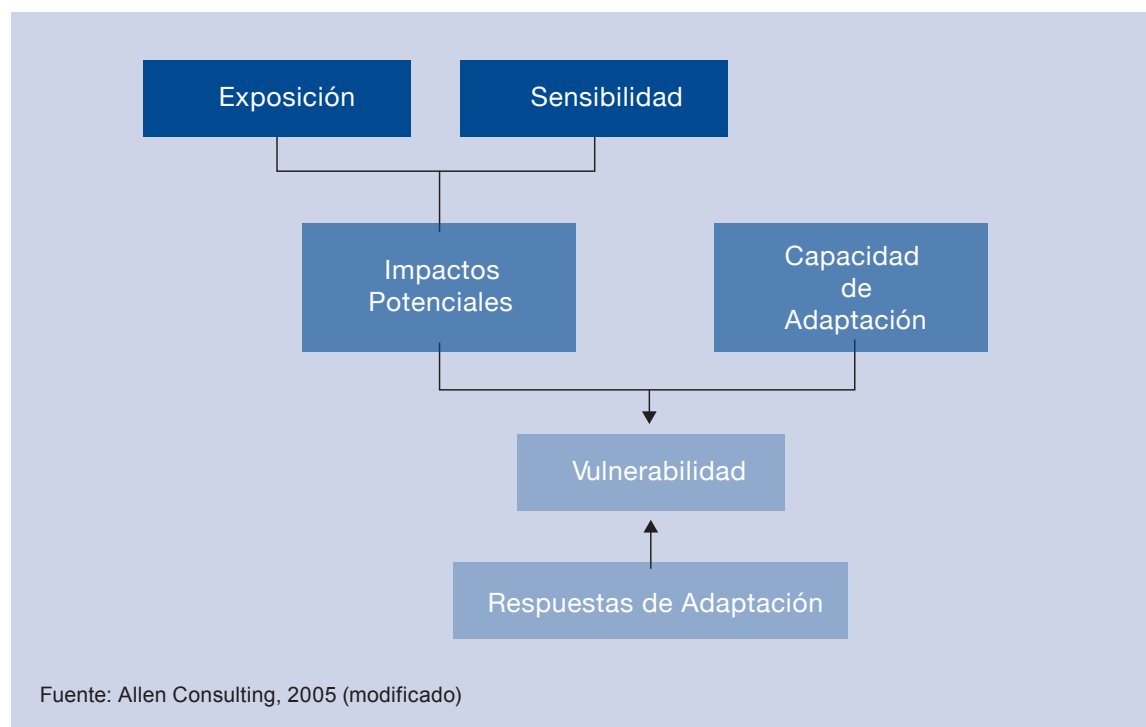 Exposición
Sensibilidad
Impactos
Potenciales
Capacidad
de
Adaptación
Vulnerabilidad
Respuestas de Adaptación
Fuente: Allen Consulting, 2005 (modificado)